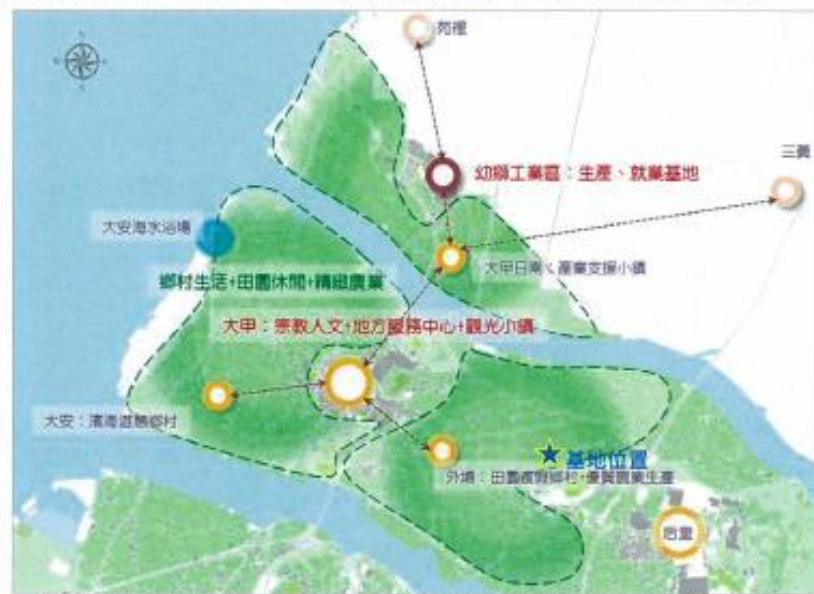 苑裡
三義
幼獅工業區：生產、就業基地
大安海水浴場
大甲日南：產業支援小鎮
鄉村生活+田園休閒+精緻農業
大甲：宗教人文+地方服務中心+觀光小鎮
大安：濱海遊憩鄉村
基地位置
外埔：田園渡假鄉村+優質農業生產
后里